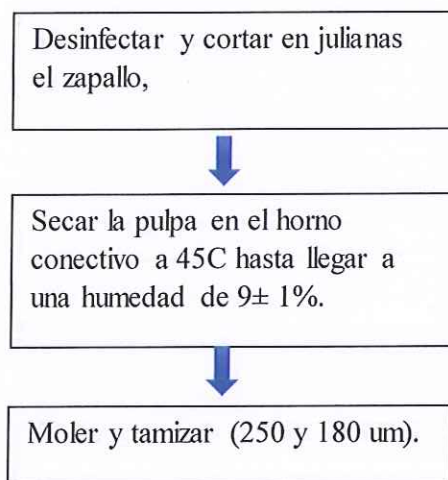 Desinfectar y cortar en julianas
el zapallo,
Secar la pulpa en el horno
conectivo a 45C hasta llegar a
una humedad de 9± 1%.
Moler y tamizar (250 y 180 um).